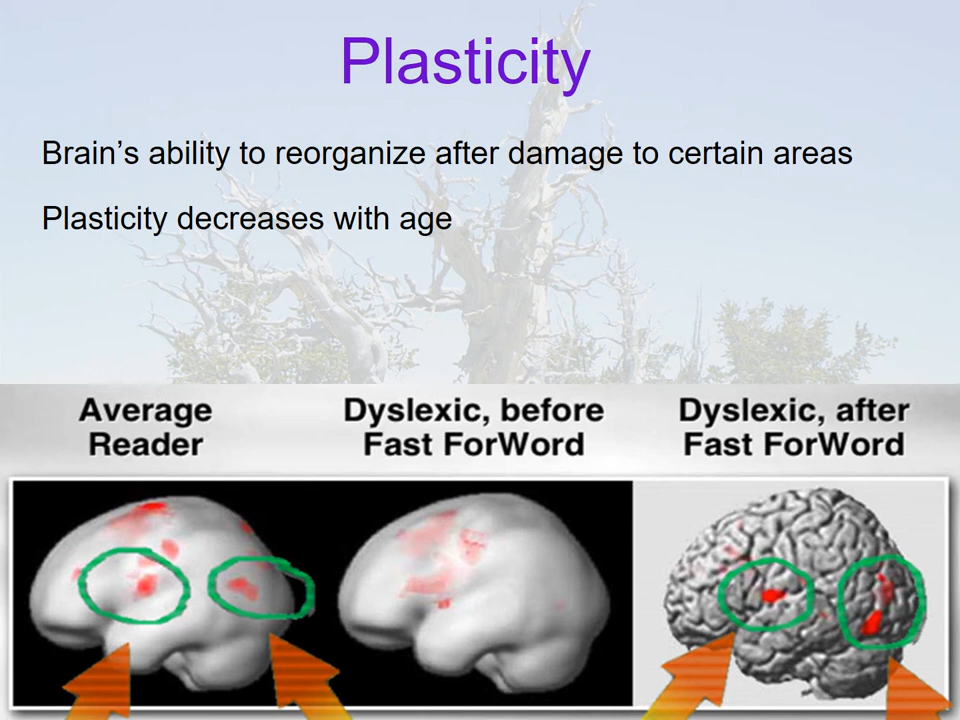 Plasticity
Brain’s ability to reorganize after damage to certain areas
Plasticity decreases with age
Average
Reader
Dyslexic, before
Fast ForWord
Dyslexic, after
Fast ForWord